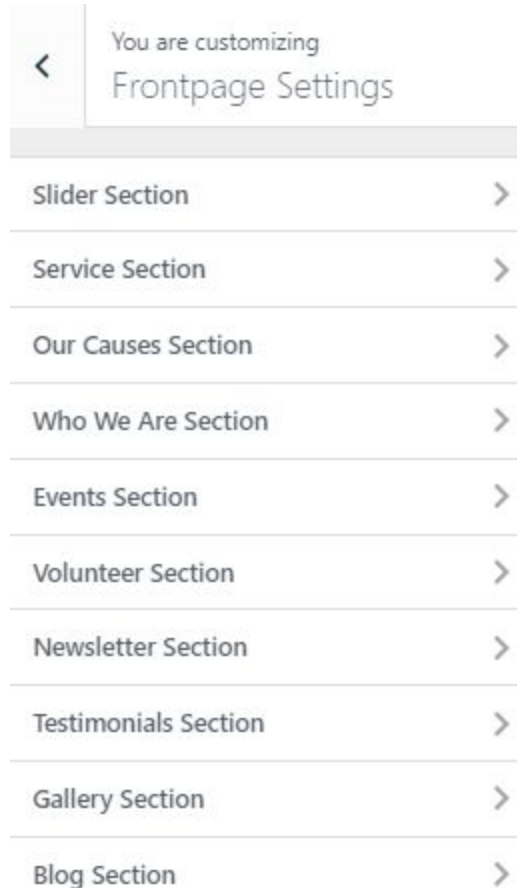 You are customizing
Frontpage Settings
Slider Section
Service Section
Our Causes Section
Who We Are Section
Events Section
Volunteer Section
Newsletter Section
Testimonials Section
Gallery Section
Blog Section